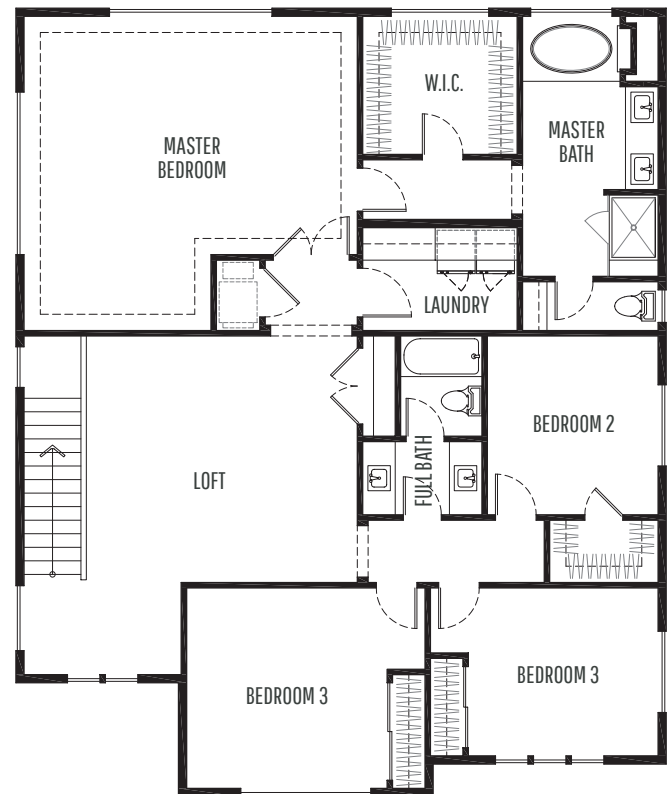 W.I.C.
MASTER
BEDROOM
MASTER
BATH
LAUNDRY
BEDROOM 2
FULL BATH
LOFT
BEDROOM 3
BEDROOM 3